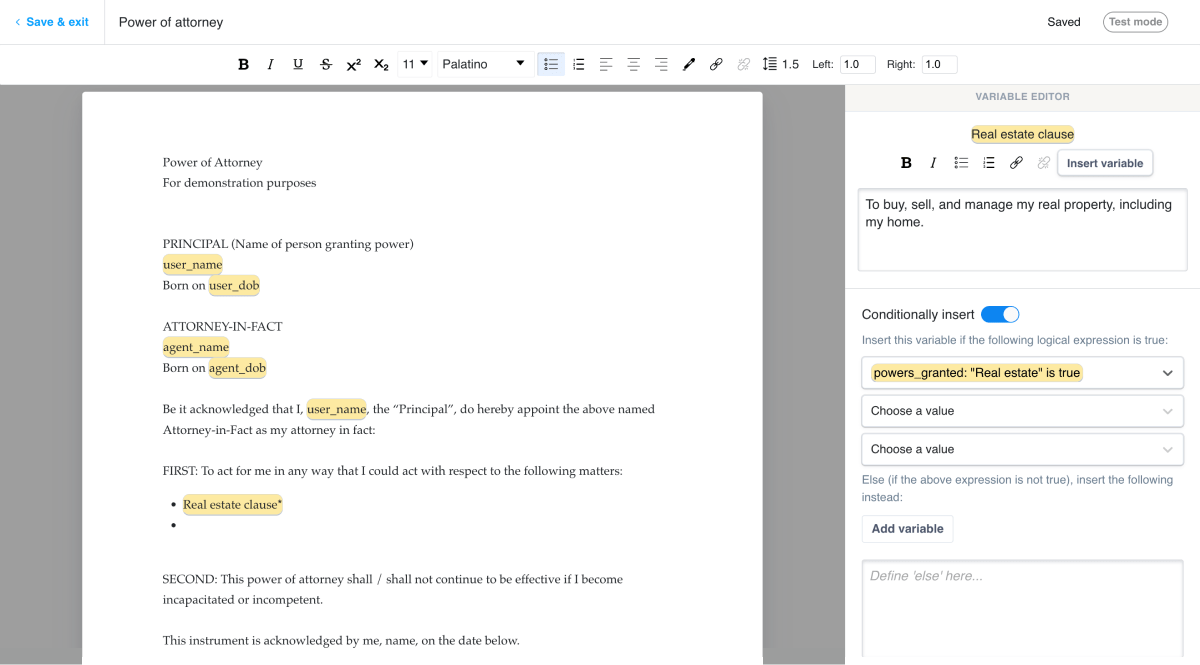 Save & exit
Power of attorney
Saved
Test mode
B I U S X² X₂ 11 Palatino 1.5 Left: 1.0 Right: 1.0
Power of Attorney
For demonstration purposes
PRINCIPAL (Name of person granting power)
user_name
Born on user_dob
ATTORNEY-IN-FACT
agent_name
Born on agent_dob
Be it acknowledged that I, user_name, the “Principal”, do hereby appoint the above named
Attorney-in-Fact as my attorney in fact:
FIRST: To act for me in any way that I could act with respect to the following matters:
• Real estate clause*
•
SECOND: This power of attorney shall / shall not continue to be effective if I become
incapacitated or incompetent.
This instrument is acknowledged by me, name, on the date below.
VARIABLE EDITOR
Real estate clause
B I Insert variable
To buy, sell, and manage my real property, including
my home.
Conditionally insert
Insert this variable if the following logical expression is true:
powers_granted: "Real estate" is true
Choose a value
Choose a value
Else (if the above expression is not true), insert the following
instead:
Add variable
Define 'else' here...